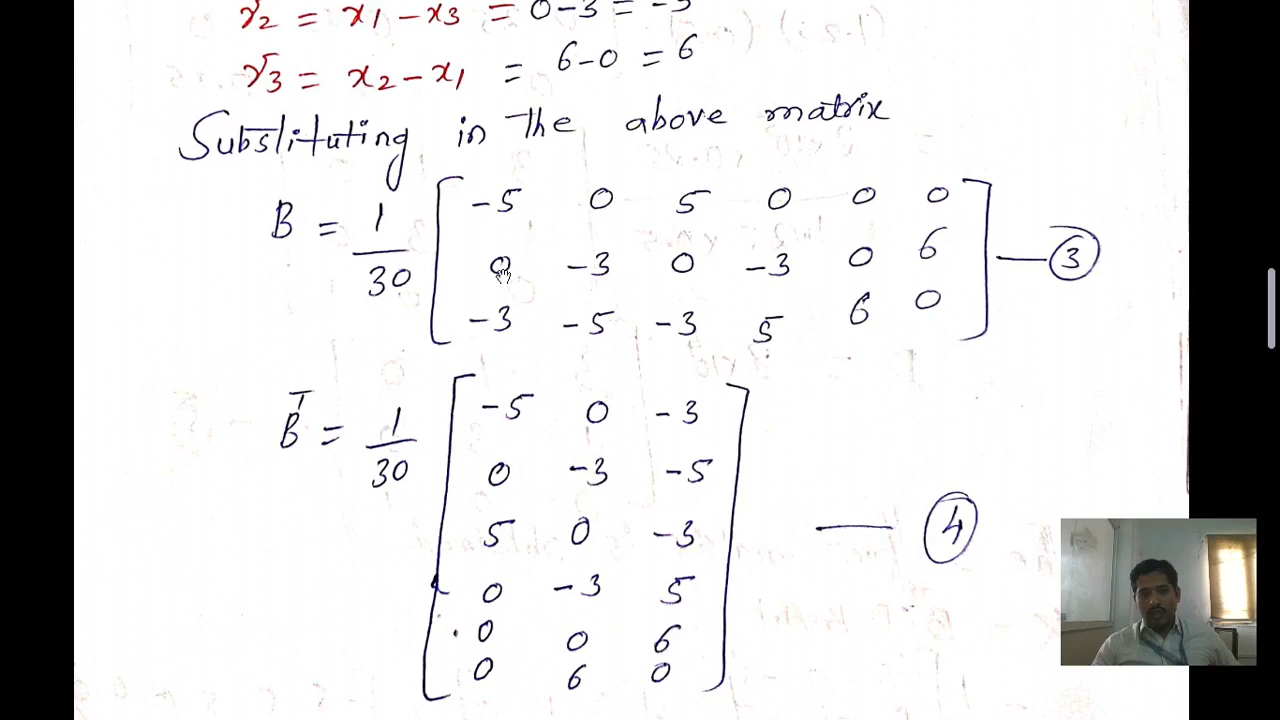 γ2 = x1 − x3 = 0−3 = −3
γ3 = x2 − x1 = 6−0 = 6
Substituting in the above matrix
B = 1/30 [ −5 0 5 0 0 0
0 −3 0 −3 0 6
−3 −5 −3 5 6 0 ] — 3
B^T = 1/30 [ −5 0 −3
0 −3 −5
5 0 −3
0 −3 5
0 0 6
0 6 0 ] — 4